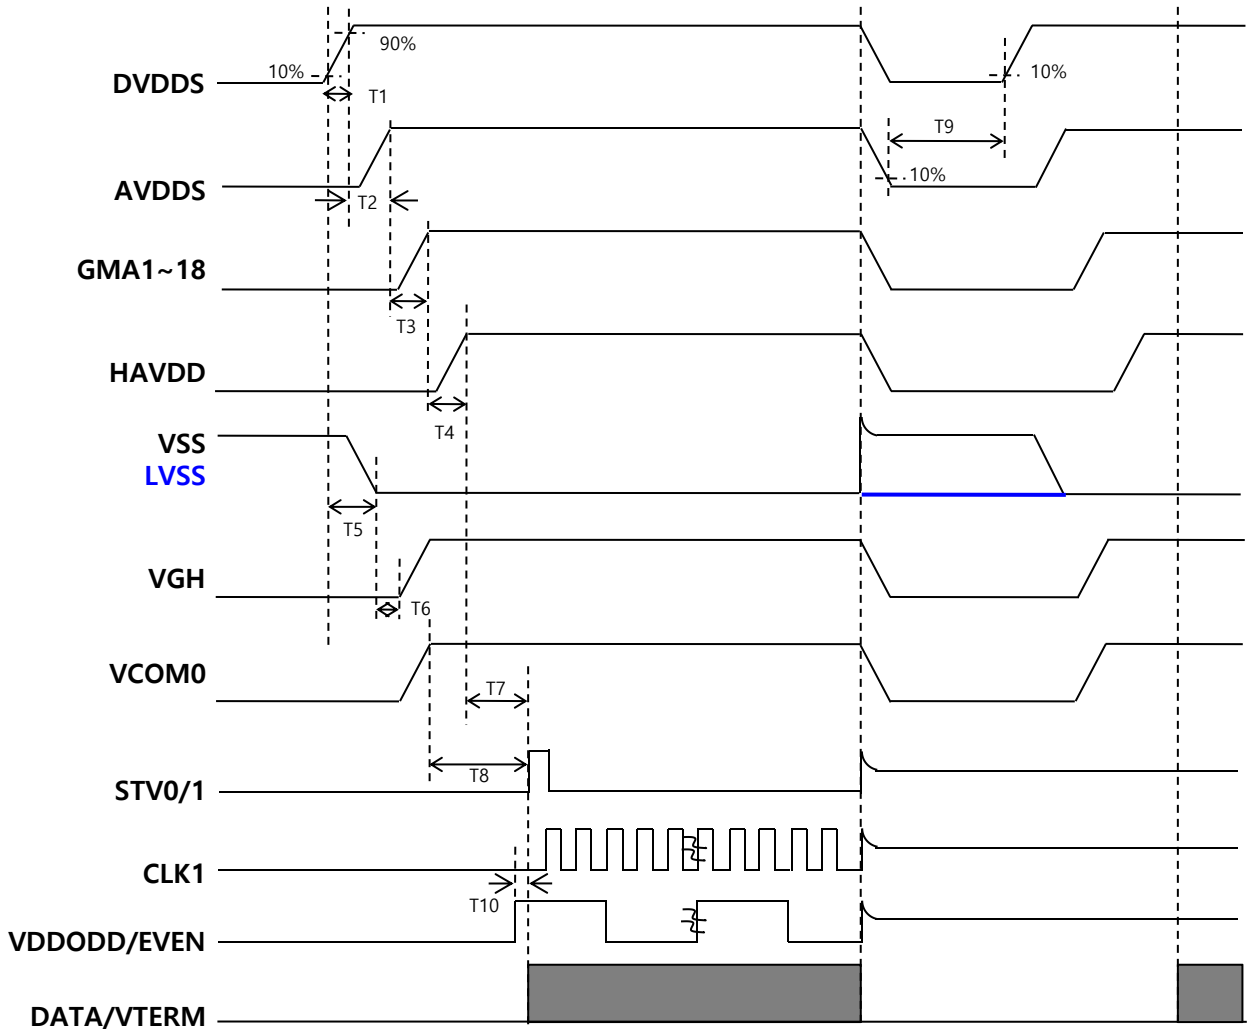 90%
10%
10%
DVDDS
T1
T9
10%
AVDDS
T2
GMA1~18
T3
HAVDD
T4
VSS
LVSS
T5
VGH
T6
VCOM0
T7
T8
STV0/1
CLK1
T10
VDDODD/EVEN
DATA/VTERM